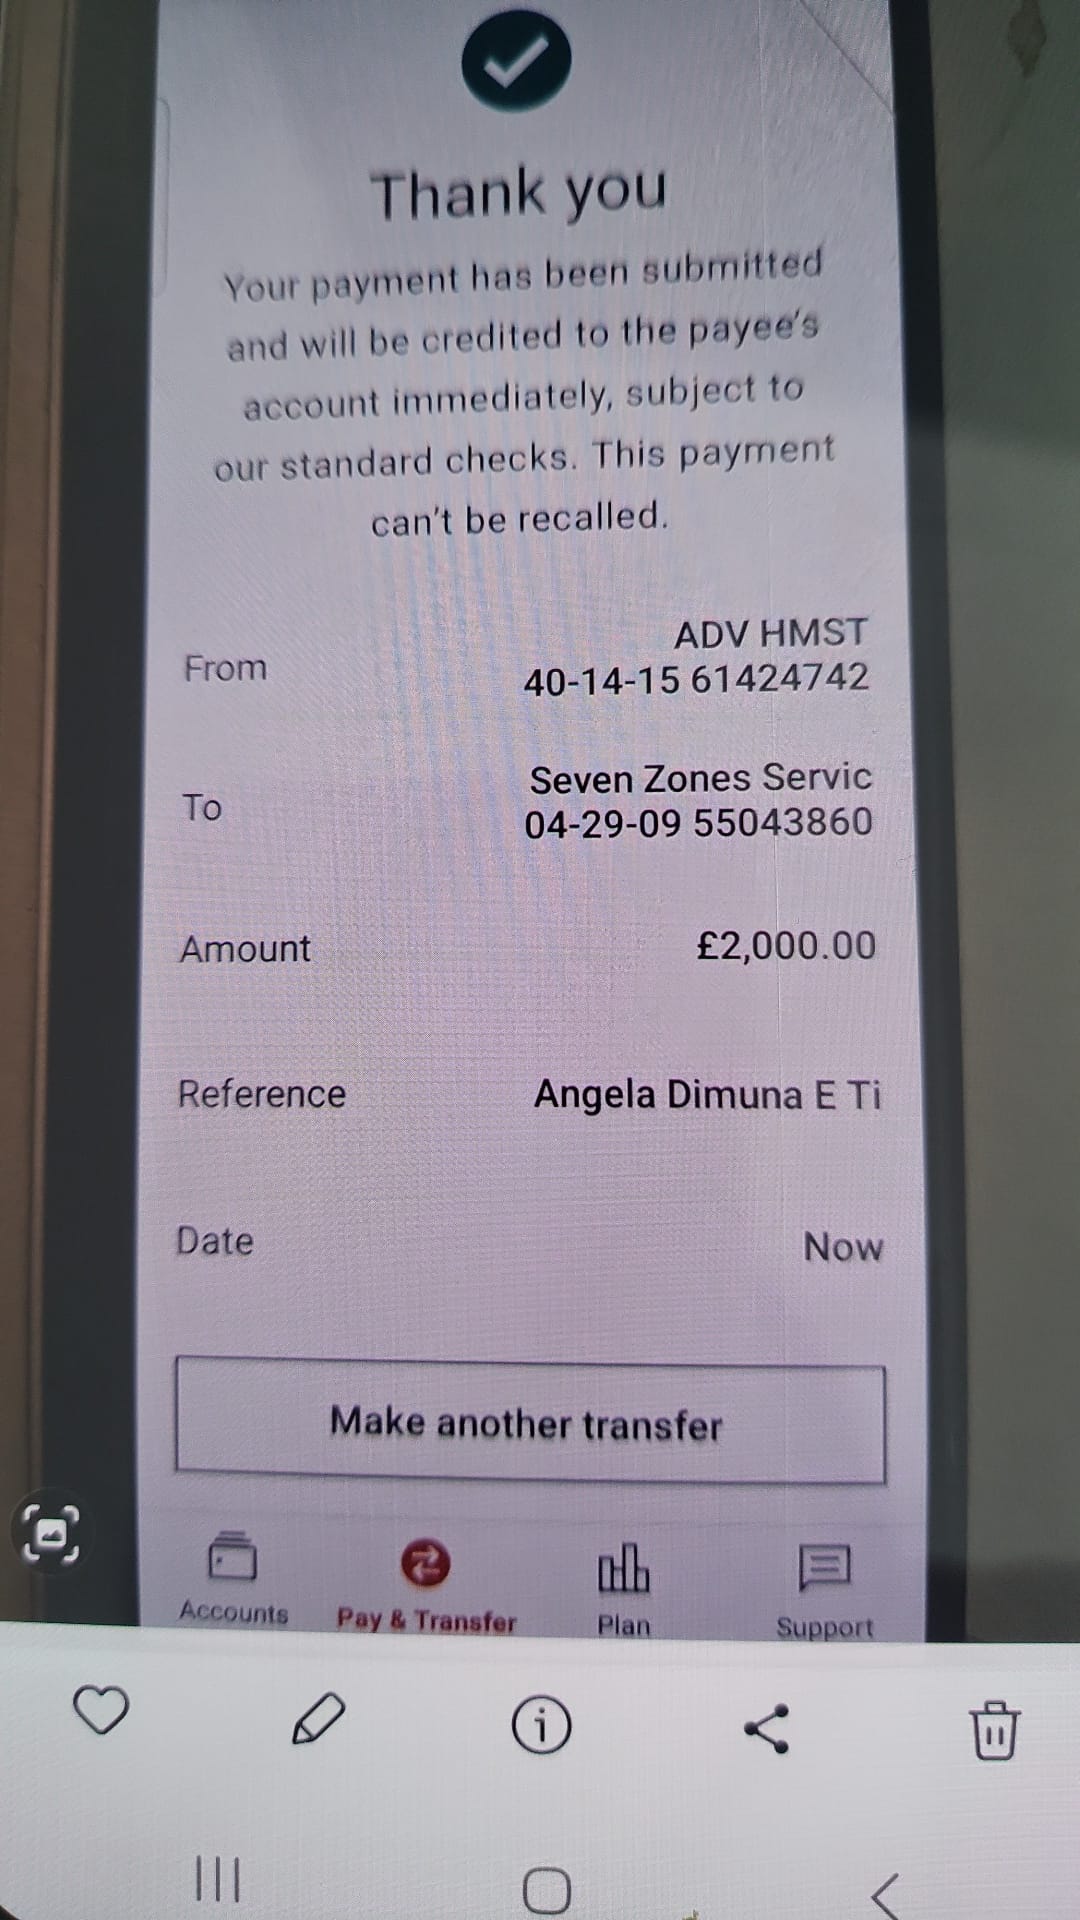 Thank you
Your payment has been submitted
and will be credited to the payee's
account immediately, subject to
our standard checks. This payment
can't be recalled.
From
ADV HMST
40-14-15 61424742
To
Seven Zones Servic
04-29-09 55043860
Amount
£2,000.00
Reference
Angela Dimuna E Ti
Date
Now
Make another transfer
Accounts
Pay & Transfer
Plan
Support